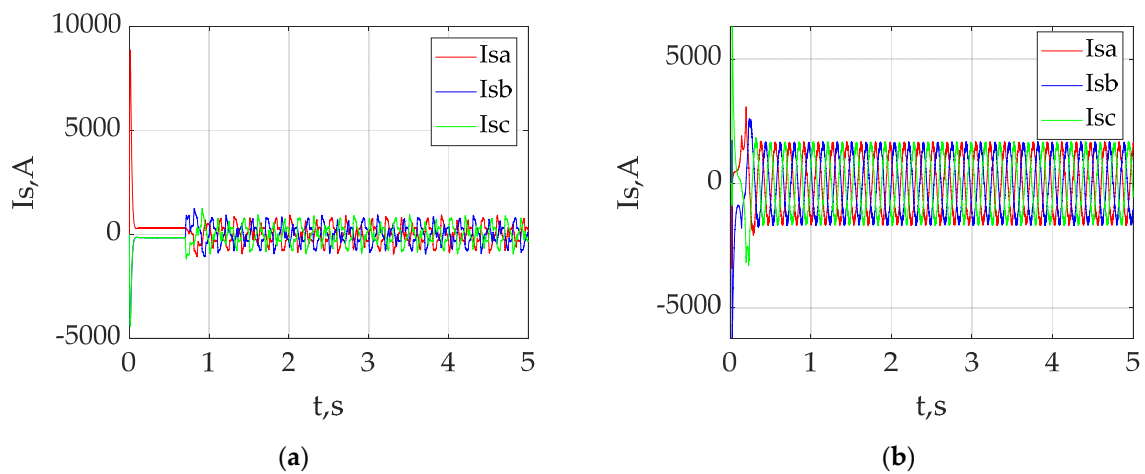 10000
5000
0
-5000
Is,A
Isa
Isb
Isc
0 1 2 3 4 5
t,s
(a)
5000
0
-5000
Is,A
Isa
Isb
Isc
0 1 2 3 4 5
t,s
(b)